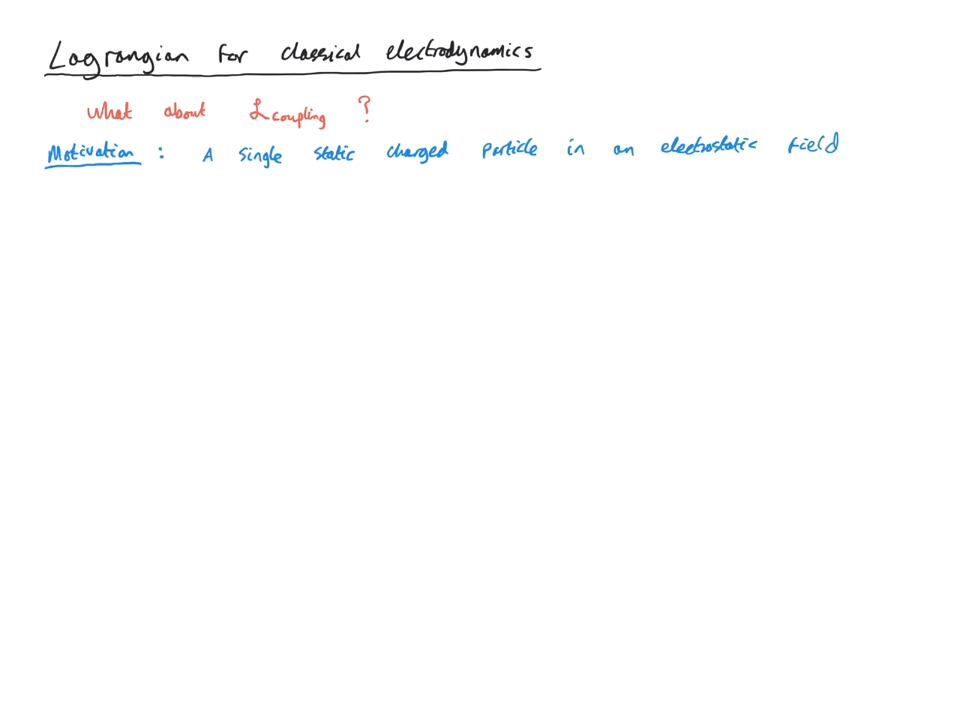 Lagrangian for classical electrodynamics
What about ℒcoupling ?
Motivation : A single static charged particle in an electrostatic field